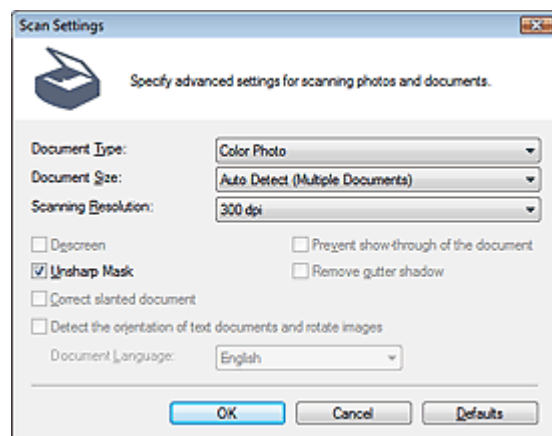 Scan Settings
Specify advanced settings for scanning photos and documents.
Document Type: Color Photo
Document Size: Auto Detect (Multiple Documents)
Scanning Resolution: 300 dpi
Descreen Prevent show-through of the document
Unsharp Mask Remove gutter shadow
Correct slanted document
Detect the orientation of text documents and rotate images
Document Language: English
OK Cancel Defaults